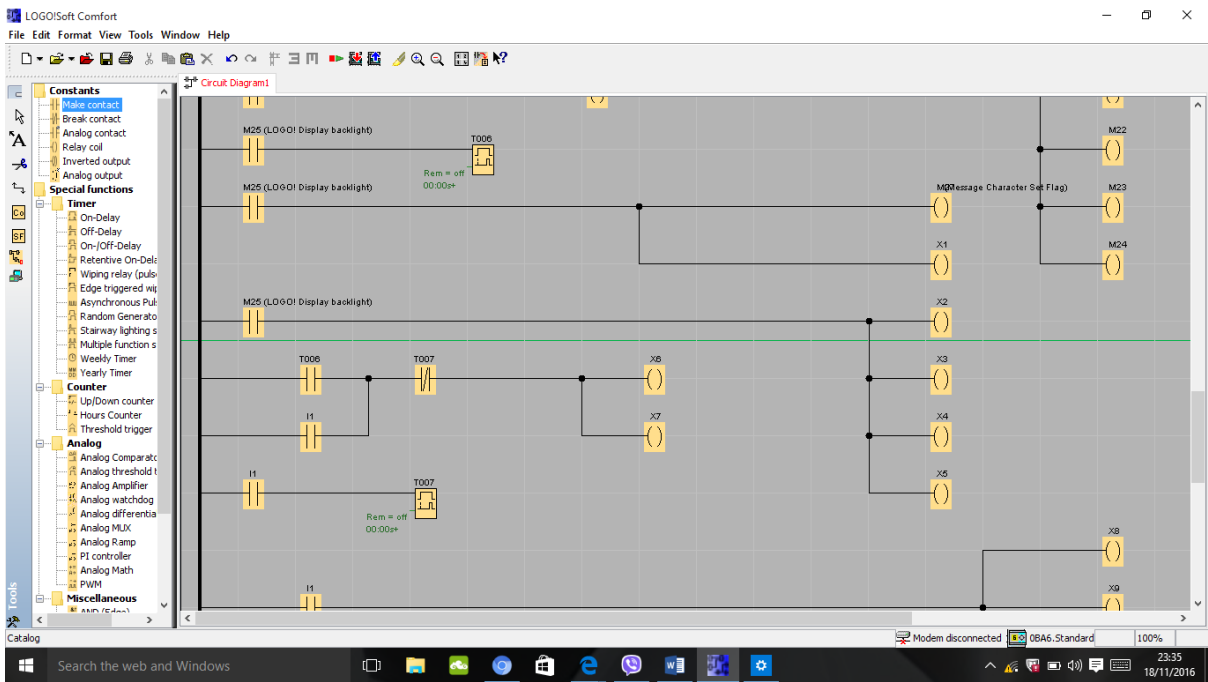 LOGO!Soft Comfort
File Edit Format View Tools Window Help
Circuit Diagram1
Constants
Make contact
Break contact
Analog contact
Relay coil
Inverted output
Analog output
Special functions
Timer
On-Delay
Off-Delay
On-/Off-Delay
Retentive On-Dela
Wiping relay (puls
Edge triggered wip
Asynchronous Pul
Random Generato
Stairway lighting s
Multiple function s
Weekly Timer
Yearly Timer
Counter
Up/Down counter
Hours Counter
Threshold trigger
Analog
Analog Comparato
Analog threshold t
Analog Amplifier
Analog watchdog
Analog differentia
Analog MUX
Analog Ramp
PI controller
Analog Math
PWM
Miscellaneous
AND (Edge)
Co
SF
Tools
M25 (LOGO! Display backlight)
T006
Rem = off
00:00s+
M22
M25 (LOGO! Display backlight)
Message Character Set Flag)
M23
X1
M24
M25 (LOGO! Display backlight)
X2
T006
T007
X6
X3
I1
X7
X4
I1
T007
Rem = off
00:00s+
X5
X8
I1
X9
Catalog
Modem disconnected
0BA6.Standard
100%
Search the web and Windows
23:35
18/11/2016